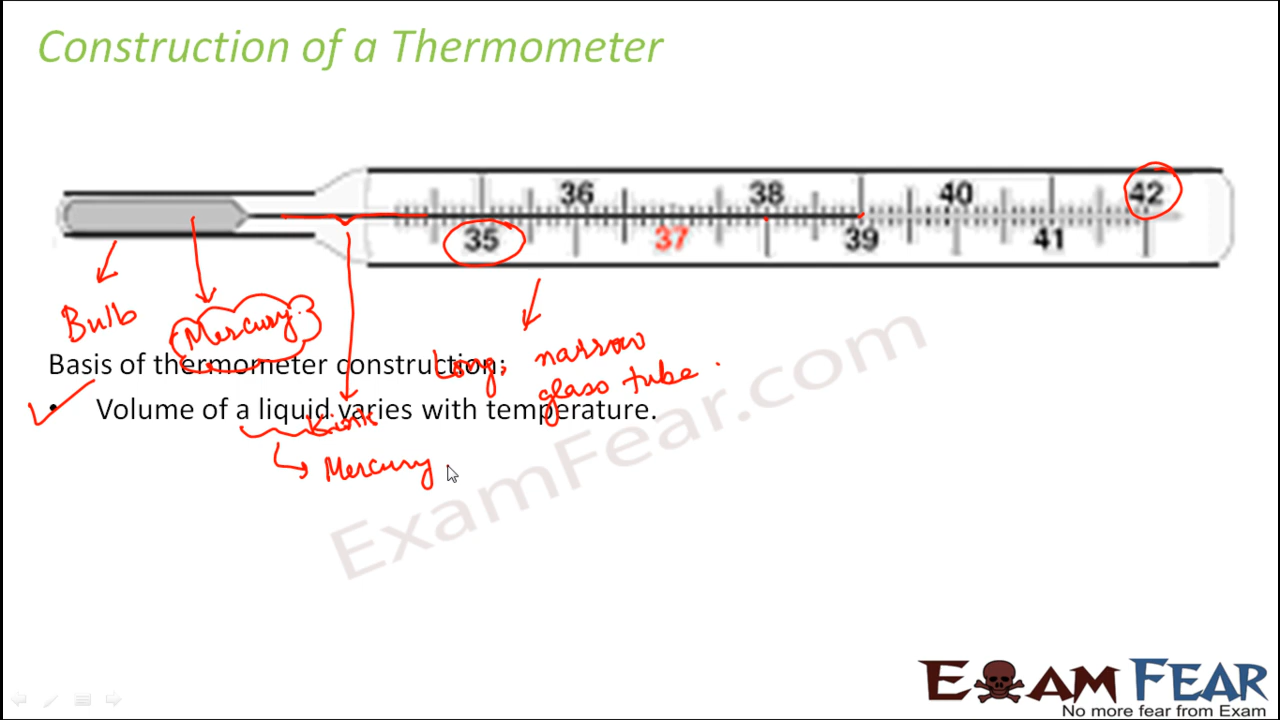 Construction of a Thermometer
36 38 40 42
35 37 39 41
Bulb
Mercury.
Long, narrow
glass tube.
Basis of thermometer construction:
• Volume of a liquid varies with temperature.
Kink
Mercury
ExamFear.com
EXAM FEAR
No more fear from Exam